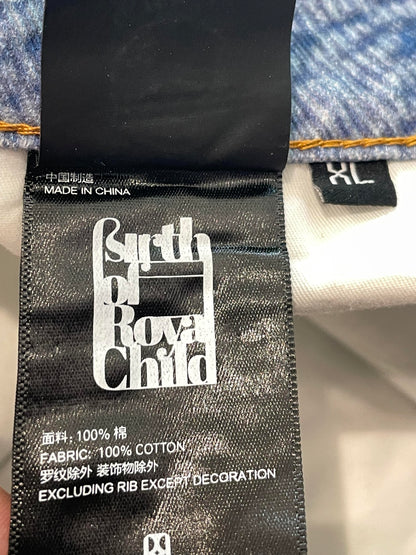 中国制造
MADE IN CHINA
XL
Birth
of
Royal
Child
面料: 100% 棉
FABRIC: 100% COTTON
罗纹除外 装饰物除外
EXCLUDING RIB EXCEPT DECORATION